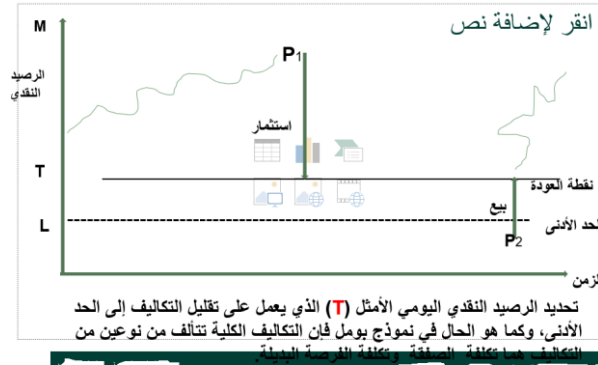 انقر لإضافة نص
M
P1
الرصيد
النقدي
استثمار
T
نقطة العودة
بيع
L
الحد الأدنى
P2
الزمن
تحديد الرصيد النقدي اليومي الأمثل (T) الذي يعمل على تقليل التكاليف إلى الحد
الأدنى، وكما هو الحال في نموذج بومل فإن التكاليف الكلية تتألف من نوعين من
التكاليف هما تكلفة الصفقة وتكلفة الفرصة البديلة.